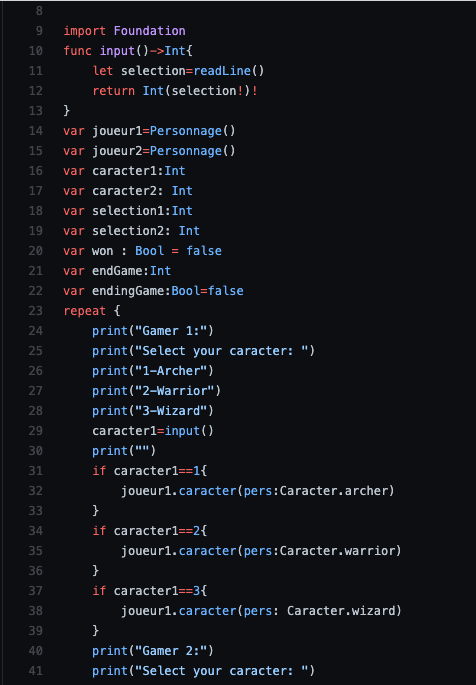 8
9 import Foundation
10 func input()->Int{
11 let selection=readLine()
12 return Int(selection!)!
13 }
14 var joueur1=Personnage()
15 var joueur2=Personnage()
16 var caracter1:Int
17 var caracter2: Int
18 var selection1:Int
19 var selection2: Int
20 var won : Bool = false
21 var endGame:Int
22 var endingGame:Bool=false
23 repeat {
24 print("Gamer 1:")
25 print("Select your caracter: ")
26 print("1-Archer")
27 print("2-Warrior")
28 print("3-Wizard")
29 caracter1=input()
30 print("")
31 if caracter1==1{
32 joueur1.caracter(pers:Caracter.archer)
33 }
34 if caracter1==2{
35 joueur1.caracter(pers:Caracter.warrior)
36 }
37 if caracter1==3{
38 joueur1.caracter(pers: Caracter.wizard)
39 }
40 print("Gamer 2:")
41 print("Select your caracter: ")